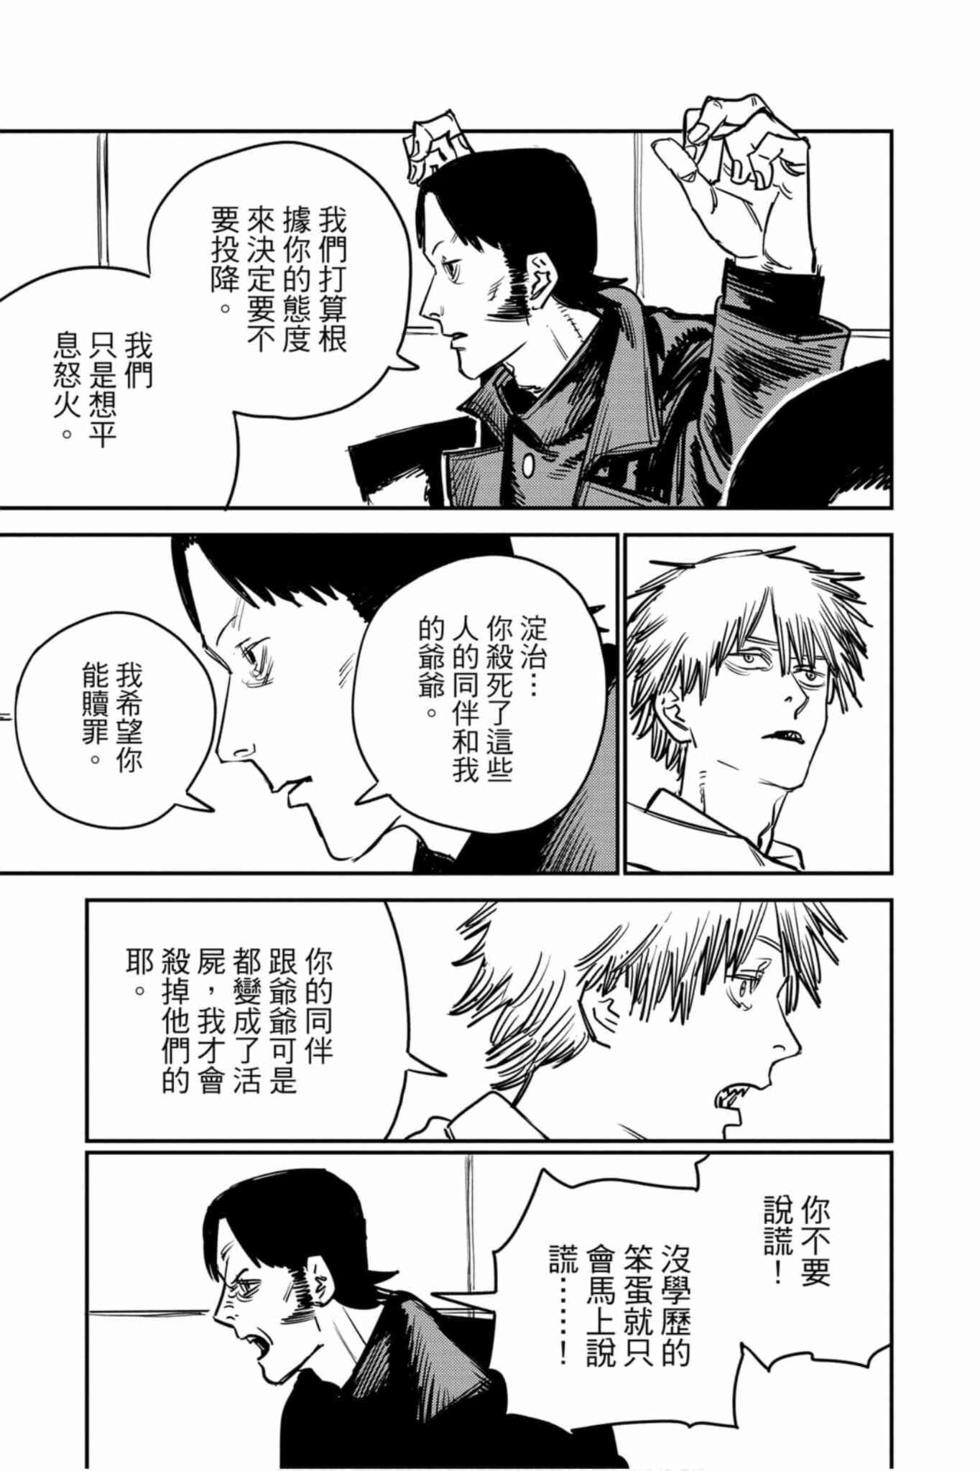 我們打算根
據你的態度
來決定要不
要投降。
我們
只是想平
息怒火。
淀治…
你殺死了這些
人的同伴和我
的爺爺。
我希望你
能贖罪。
你的同伴
跟爺爺可是
都變成了活
屍，我才會
殺掉他們的
耶。
你不要
說謊！
沒學歷的
笨蛋就只
會馬上說
謊……！